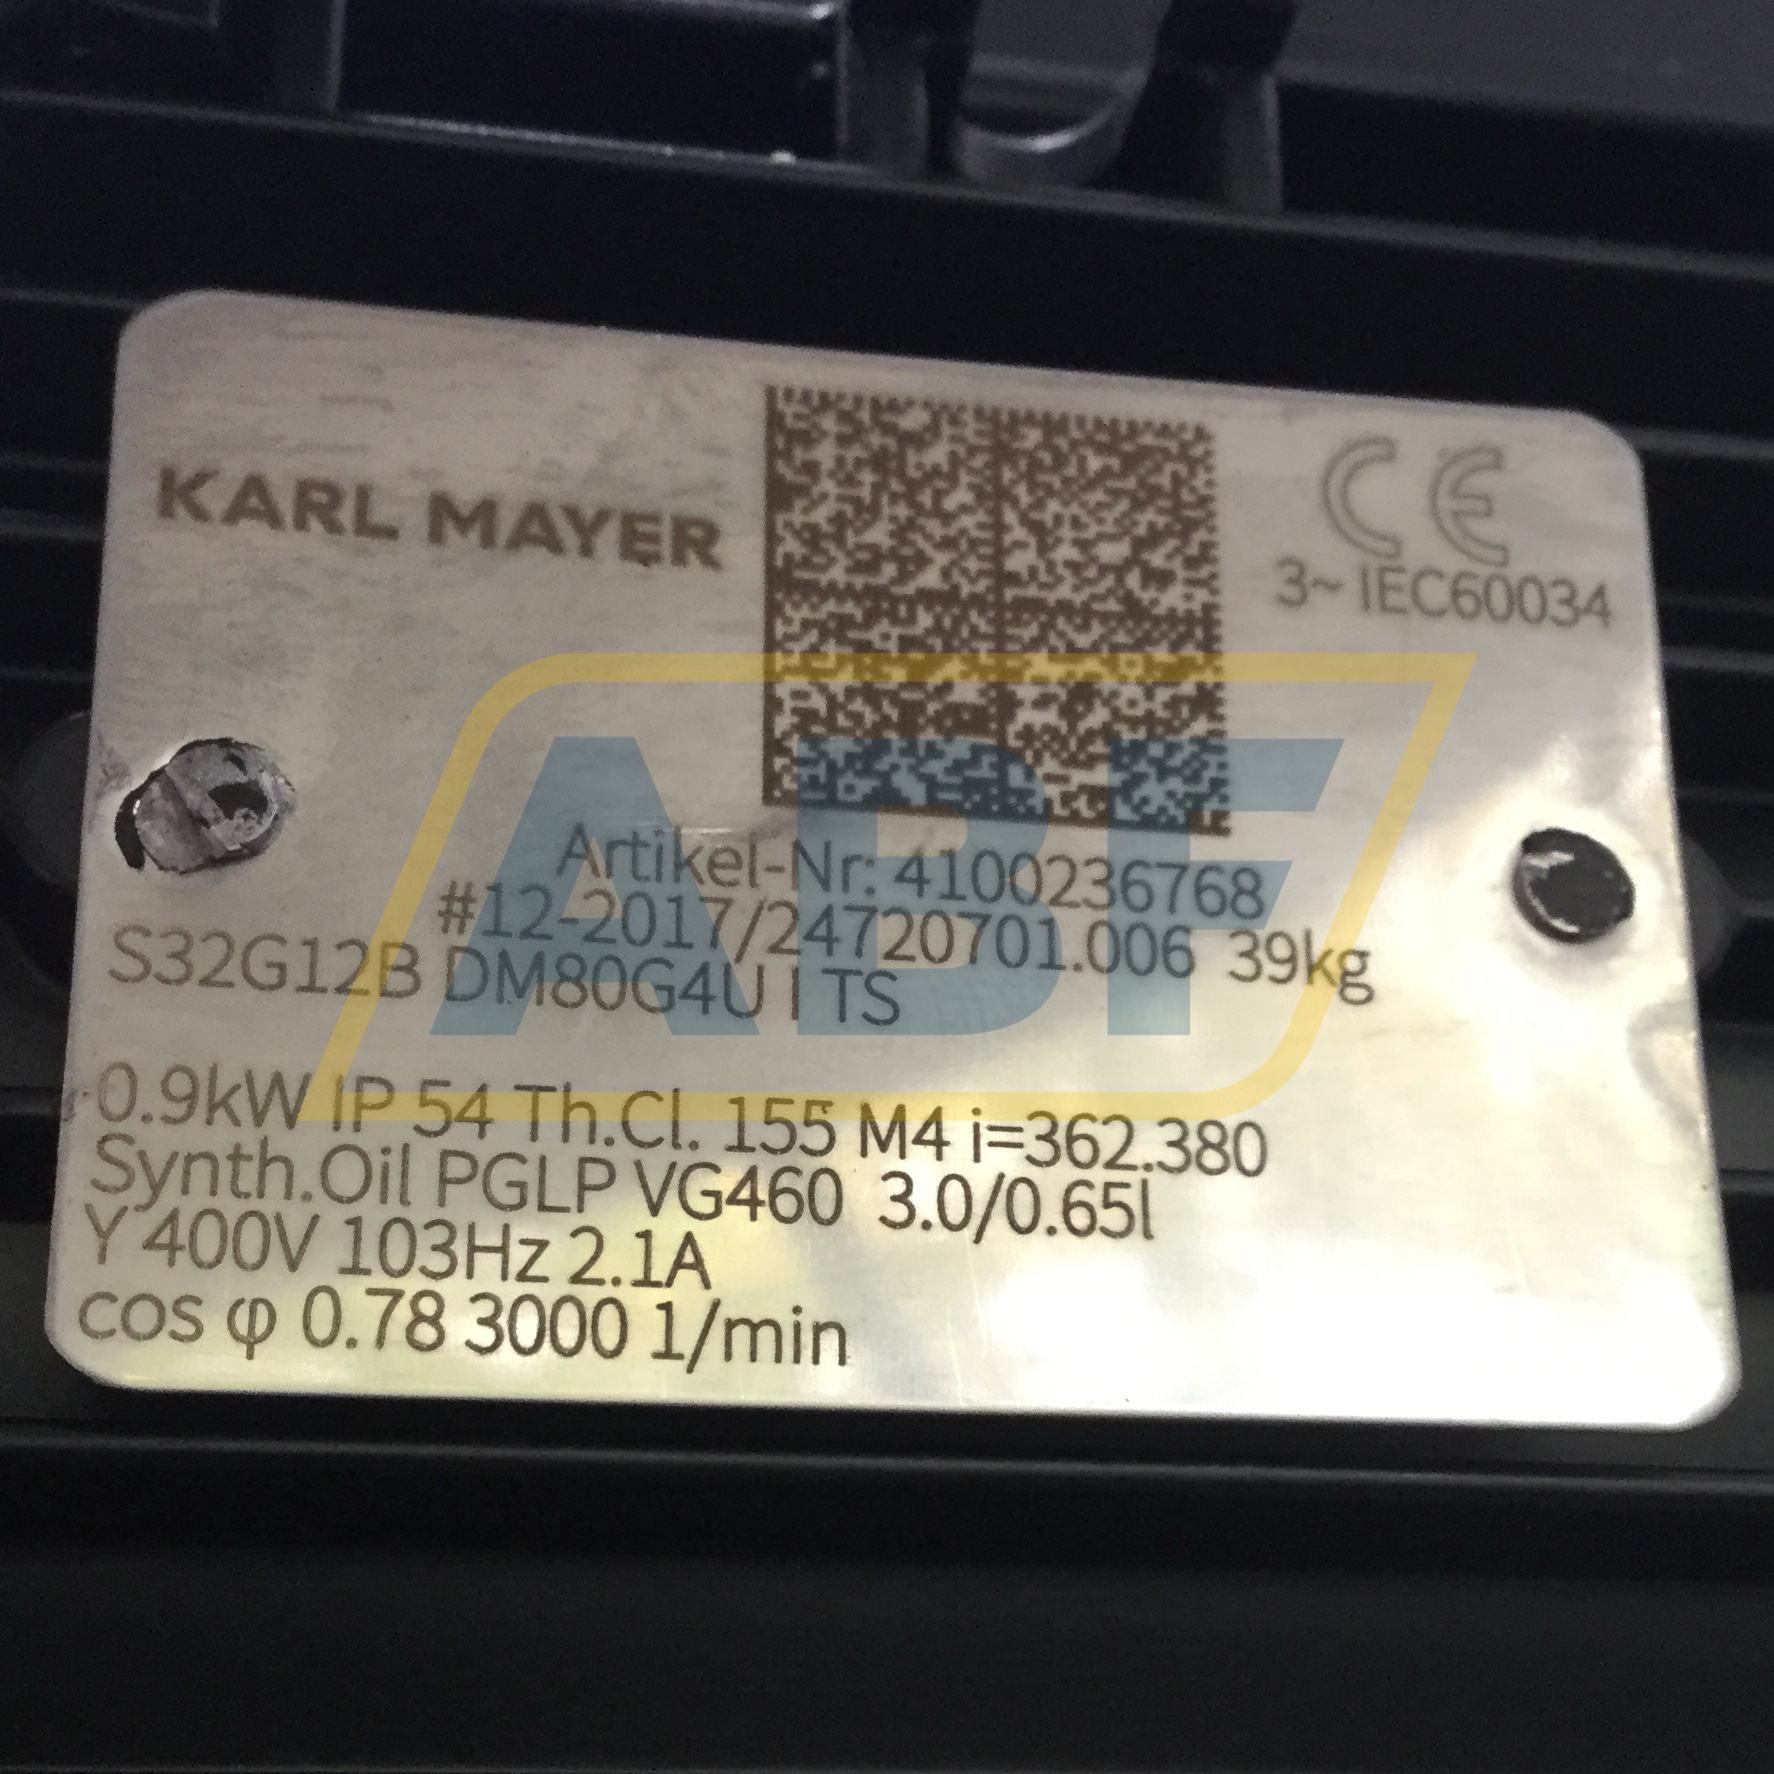 KARL MAYER
CE
3~ IEC60034
Artikel-Nr: 4100236768
#12-2017/24720701.006 39kg
S32G12B DM80G4U I TS
0.9kW IP 54 Th.Cl. 155 M4 i=362.380
Synth.Oil PGLP VG460 3.0/0.65l
Y 400V 103Hz 2.1A
cos φ 0.78 3000 1/min
ABF